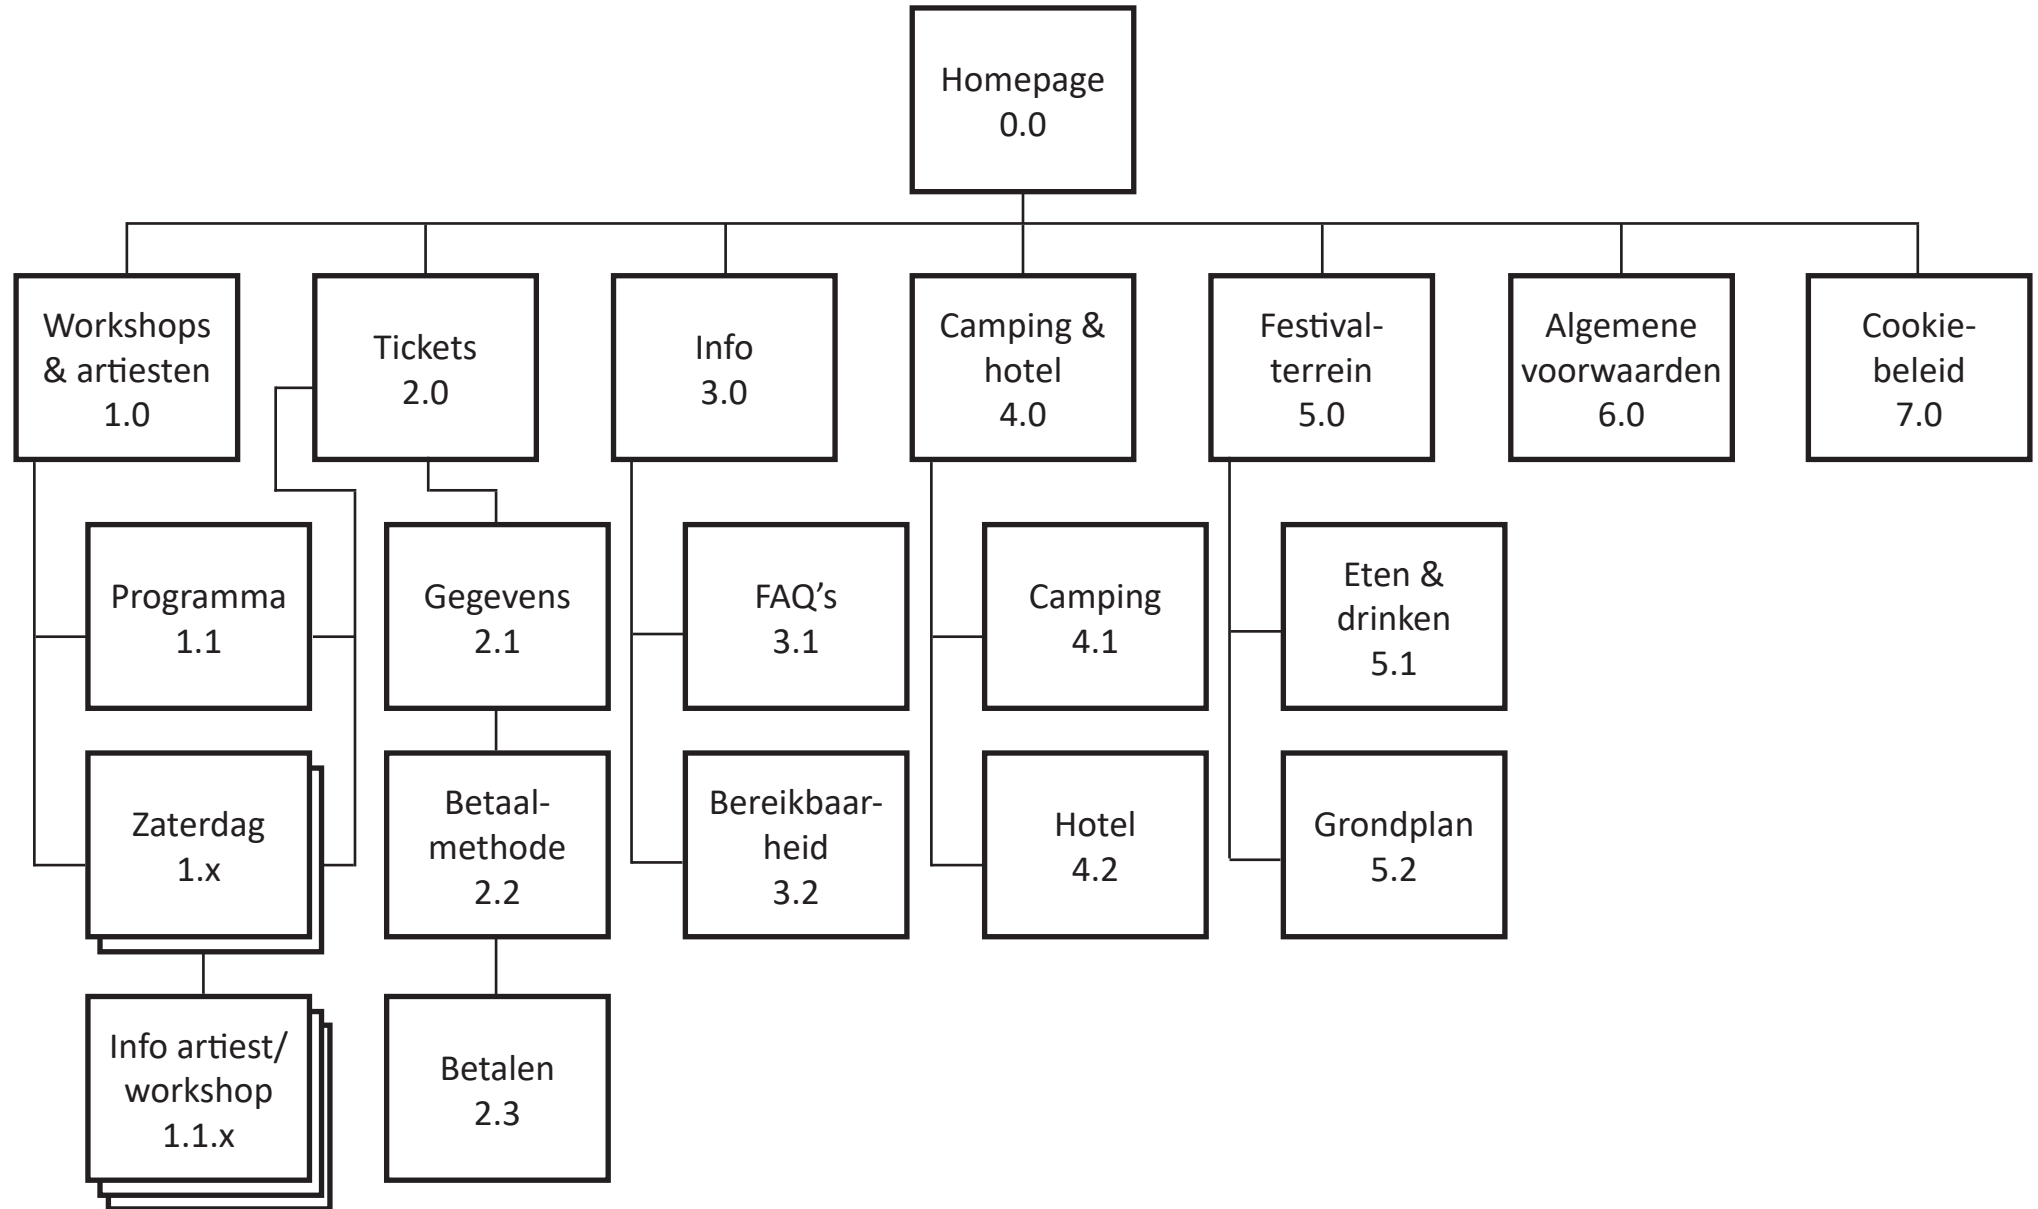 Homepage
0.0
Workshops
& artiesten
1.0
Tickets
2.0
Info
3.0
Camping &
hotel
4.0
Festival-
terrein
5.0
Algemene
voorwaarden
6.0
Cookie-
beleid
7.0
Programma
1.1
Gegevens
2.1
FAQ’s
3.1
Camping
4.1
Eten &
drinken
5.1
Zaterdag
1.x
Betaal-
methode
2.2
Bereikbaar-
heid
3.2
Hotel
4.2
Grondplan
5.2
Info artiest/
workshop
1.1.x
Betalen
2.3